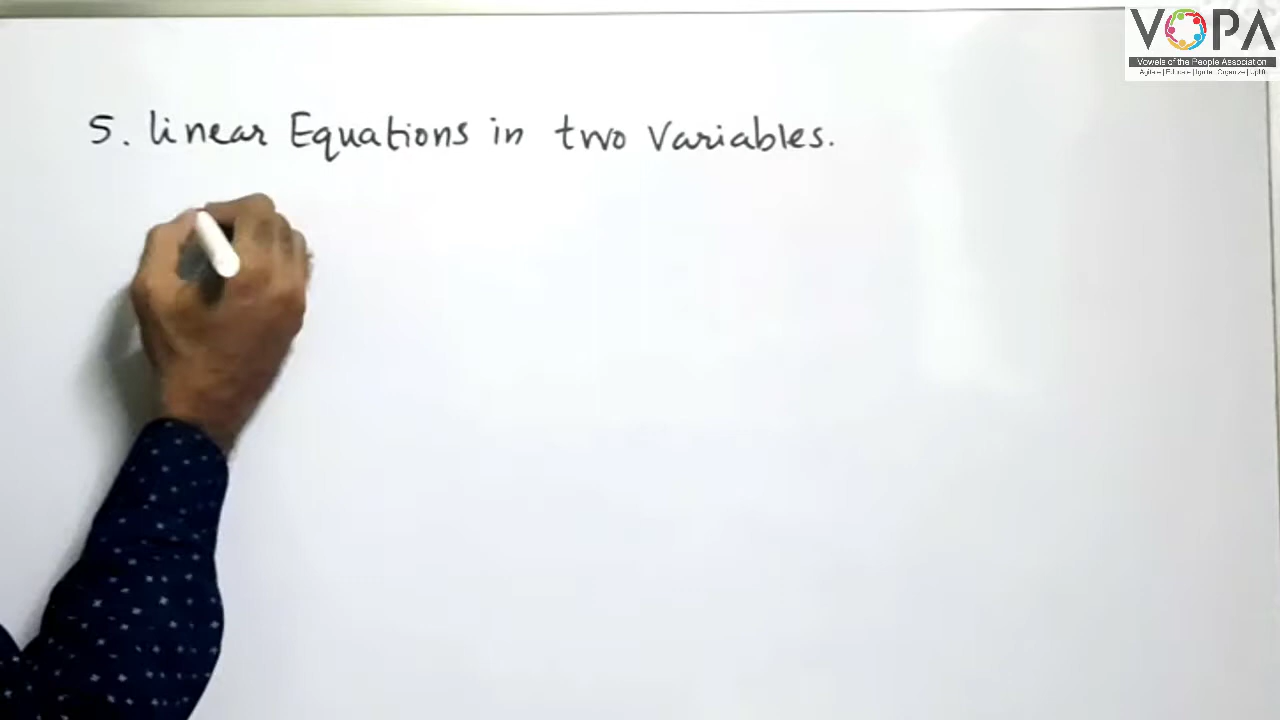 VOPA
Vowels of the People Association
5. linear Equations in two Variables.